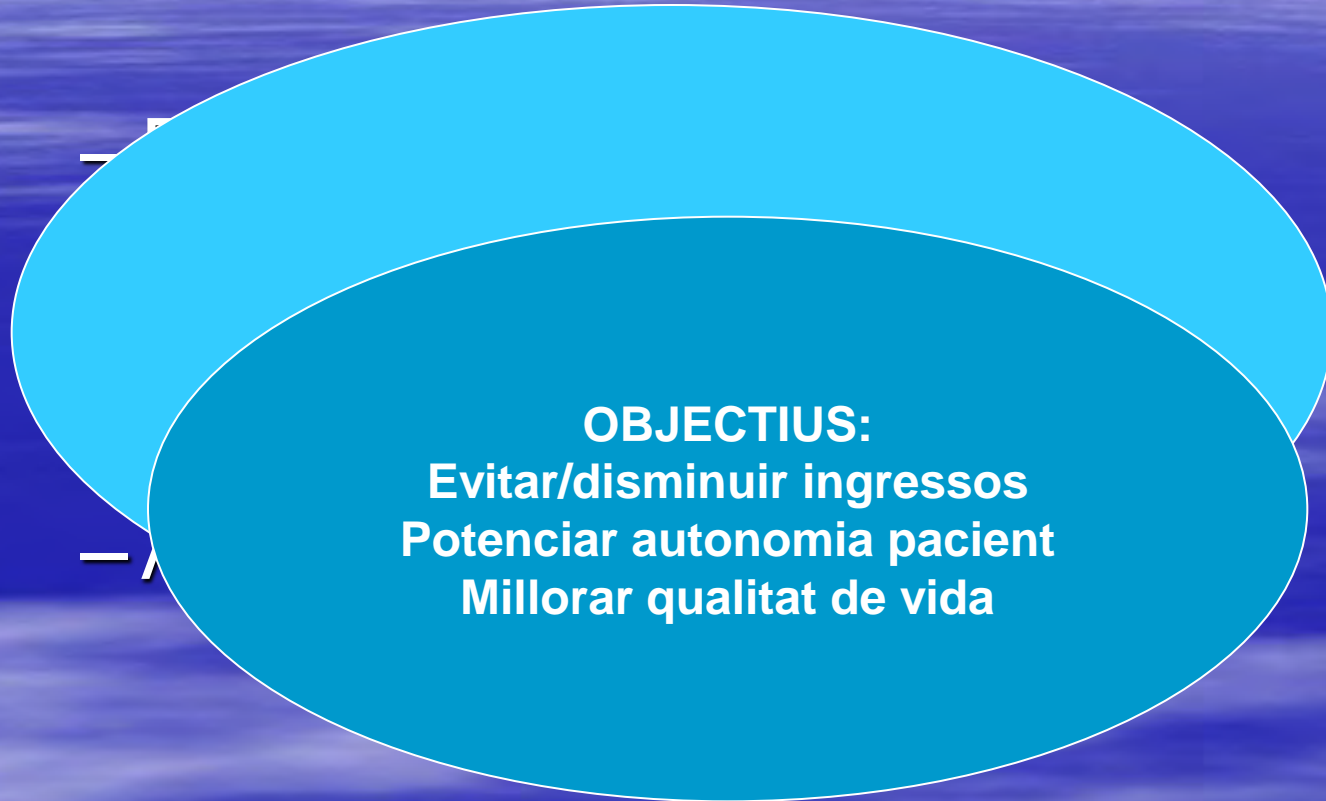 OBJECTIUS:
Evitar/disminuir ingressos
Potenciar autonomia pacient
Millorar qualitat de vida